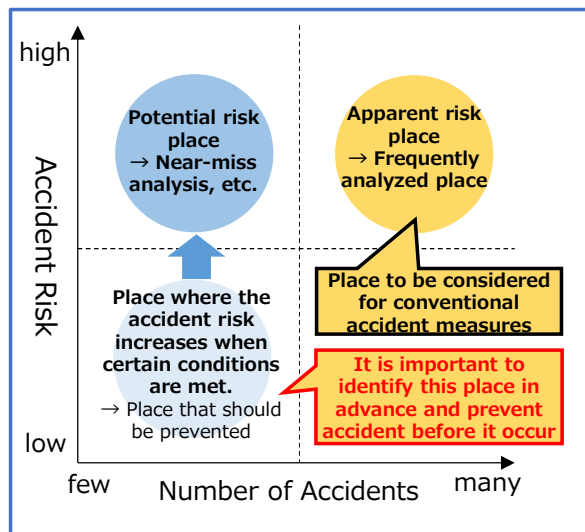 high
Potential risk
place
→ Near-miss
analysis, etc.
Apparent risk
place
→ Frequently
analyzed place
Accident Risk
Place where the
accident risk
increases when
certain conditions
are met.
→ Place that should
be prevented
Place to be considered
for conventional
accident measures
It is important to
identify this place in
advance and prevent
accident before it occur
low
few
Number of Accidents
many